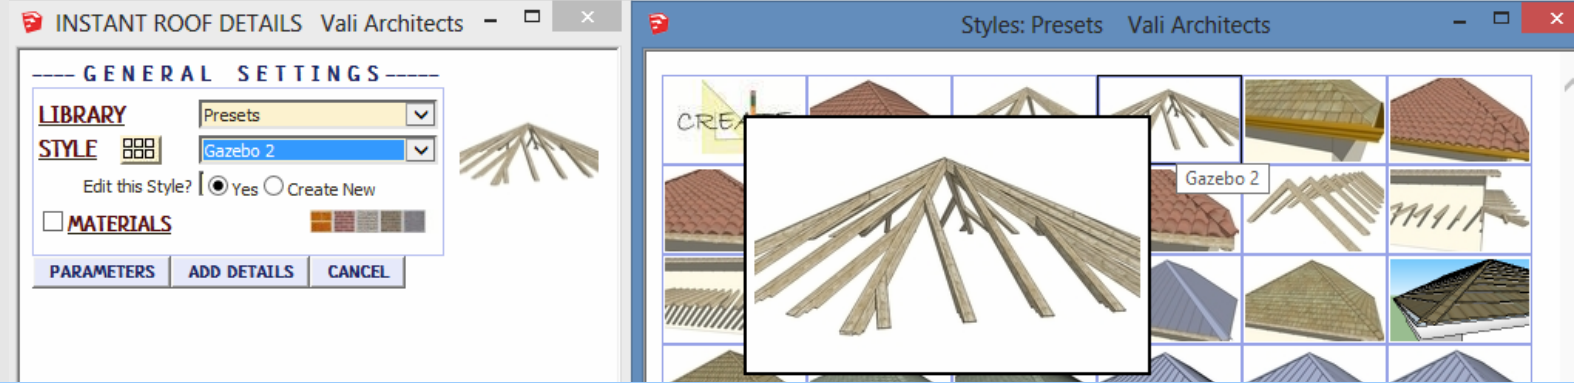 INSTANT ROOF DETAILS Vali Architects
---- GENERAL SETTINGS-----
LIBRARY Presets
STYLE Gazebo 2
Edit this Style? Yes Create New
MATERIALS
PARAMETERS ADD DETAILS CANCEL
Styles: Presets Vali Architects
Gazebo 2